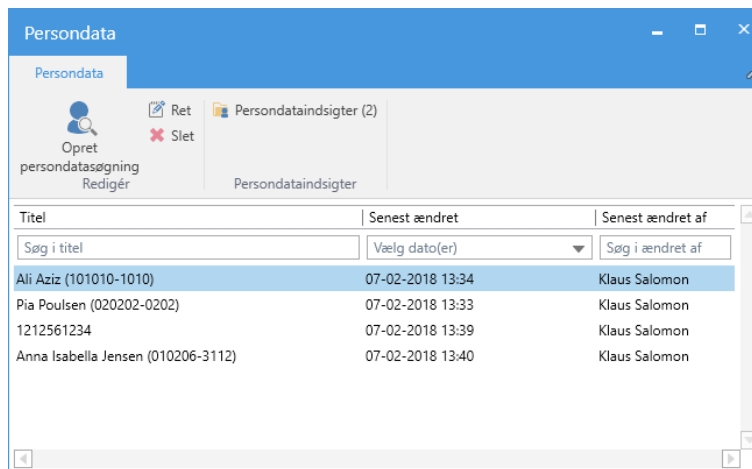 Persondata
Persondata
Opret
persondatasøgning
Ret
Slet
Redigér
Persondataindsigter (2)
Persondataindsigter
Titel Senest ændret Senest ændret af
Søg i titel Vælg dato(er) Søg i ændret af
Ali Aziz (101010-1010) 07-02-2018 13:34 Klaus Salomon
Pia Poulsen (020202-0202) 07-02-2018 13:33 Klaus Salomon
1212561234 07-02-2018 13:39 Klaus Salomon
Anna Isabella Jensen (010206-3112) 07-02-2018 13:40 Klaus Salomon